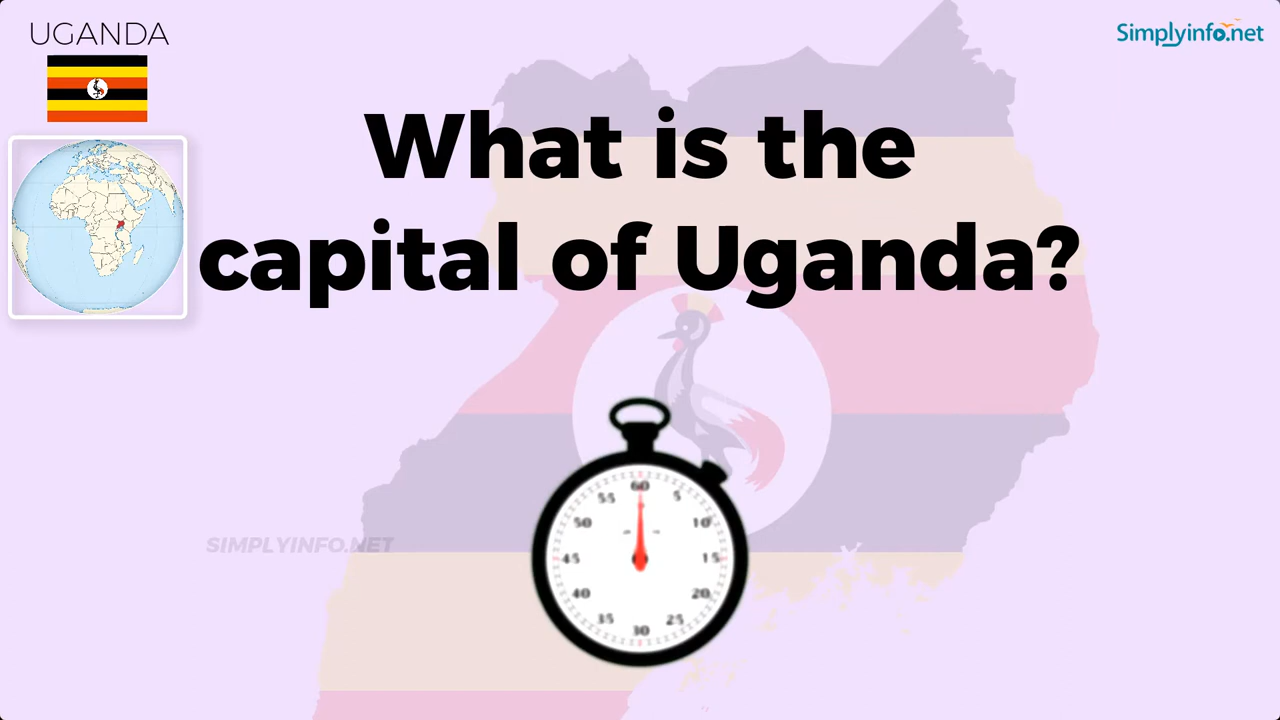 UGANDA
Simplyinfo.net
What is the
capital of Uganda?
SIMPLYINFO.NET
60
55
5
50
10
45
15
40
20
35
25
30